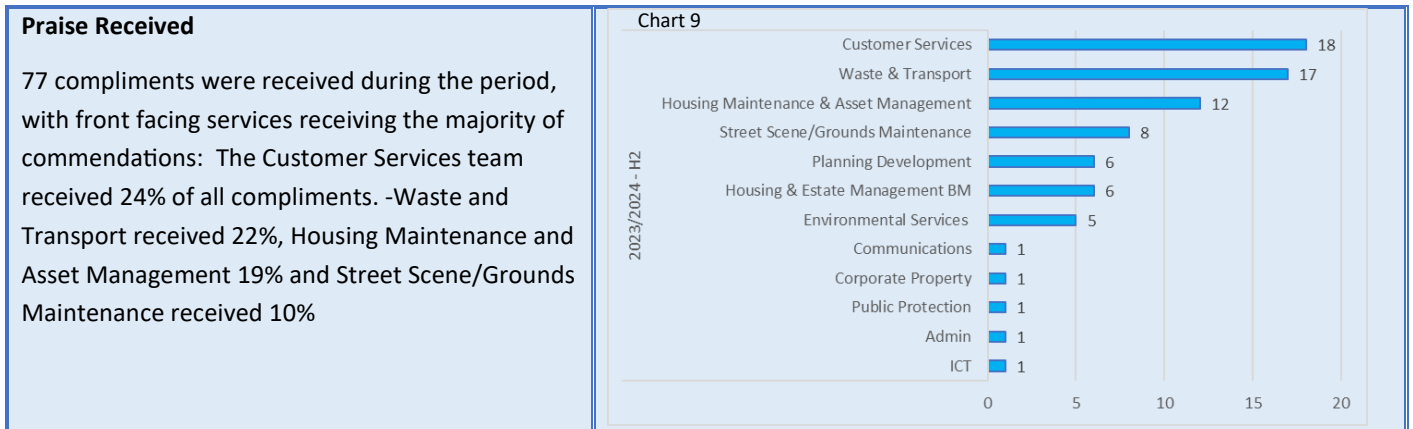 Praise Received
77 compliments were received during the period,
with front facing services receiving the majority of
commendations:  The Customer Services team
received 24% of all compliments. -Waste and
Transport received 22%, Housing Maintenance and
Asset Management 19% and Street Scene/Grounds
Maintenance received 10%
Chart 9
2023/2024 - H2
Customer Services 18
Waste & Transport 17
Housing Maintenance & Asset Management 12
Street Scene/Grounds Maintenance 8
Planning Development 6
Housing & Estate Management BM 6
Environmental Services 5
Communications 1
Corporate Property 1
Public Protection 1
Admin 1
ICT 1
0 5 10 15 20